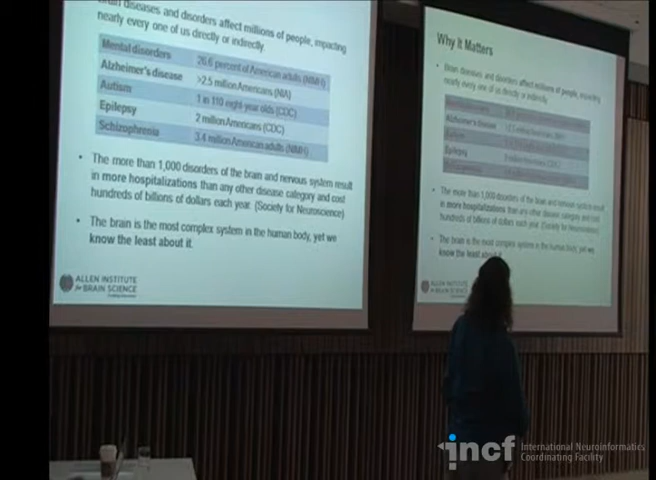 Brain diseases and disorders affect millions of people, impacting
nearly every one of us directly or indirectly.
Mental disorders 26.6 percent of American adults (NIMH)
Alzheimer's disease >2.5 million Americans (NIA)
Autism 1 in 110 eight-year olds (CDC)
Epilepsy 2 million Americans (CDC)
Schizophrenia 3.4 million American adults (NIMH)
• The more than 1,000 disorders of the brain and nervous system result
in more hospitalizations than any other disease category and cost
hundreds of billions of dollars each year. (Society for Neuroscience)
• The brain is the most complex system in the human body, yet we
know the least about it.
ALLEN INSTITUTE
for BRAIN SCIENCE
Why It Matters
• Brain diseases and disorders affect millions of people, impacting
nearly every one of us directly or indirectly.
Alzheimer's disease
Autism
Epilepsy
• The more than 1,000 disorders of the brain and nervous system result
in more hospitalizations than any other disease category and cost
hundreds of billions of dollars each year. (Society for Neuroscience)
• The brain is the most complex system in the human body, yet we
know the least about it.
ALLEN INSTITUTE
for BRAIN SCIENCE
incf International Neuroinformatics
Coordinating Facility